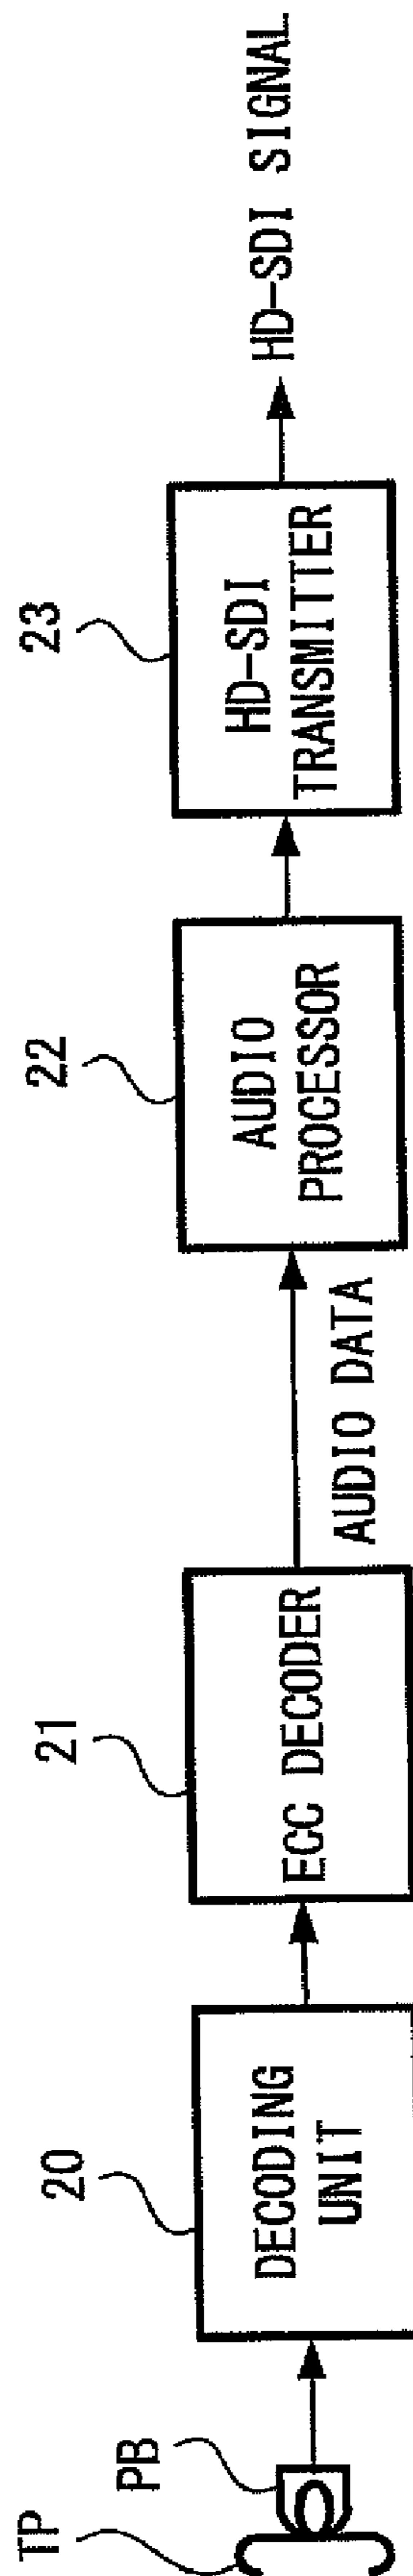 TP
PB
20
DECODING
UNIT
21
ECC DECODER
AUDIO DATA
22
AUDIO
PROCESSOR
23
HD-SDI
TRANSMITTER
HD-SDI SIGNAL